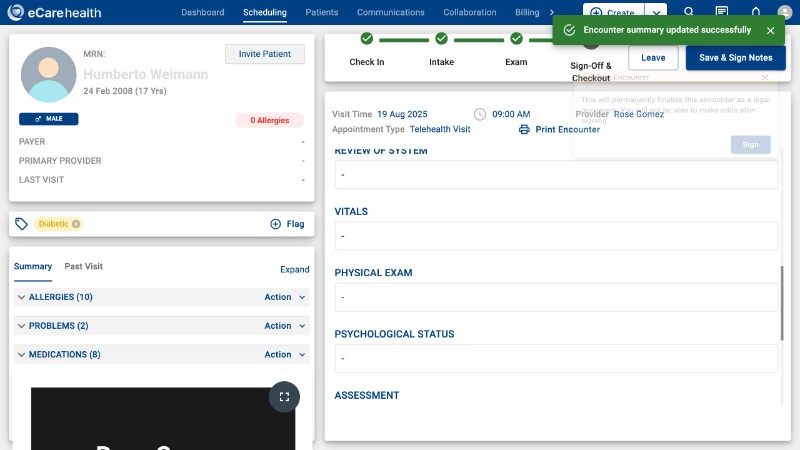 eCarehealth
Dashboard
Scheduling
Patients
Communications
Collaboration
Billing
Create
Encounter summary updated successfully
MRN:
Invite Patient
Humberto Weimann
24 Feb 2008 (17 Yrs)
MALE
0 Allergies
PAYER
-
PRIMARY PROVIDER
-
LAST VISIT
-
Diabetic
Flag
Summary
Past Visit
Expand
ALLERGIES (10)
Action
PROBLEMS (2)
Action
MEDICATIONS (8)
Action
Check In
Intake
Exam
Sign-Off &
Checkout
Leave
Save & Sign Notes
Encounter
This will permanently finalize this encounter as a legal
document. You will not be able to make edits after
signing.
Sign
Visit Time 19 Aug 2025
09:00 AM
Provider Rose Gomez
Appointment Type Telehealth Visit
Print Encounter
REVIEW OF SYSTEM
-
VITALS
-
PHYSICAL EXAM
-
PSYCHOLOGICAL STATUS
-
ASSESSMENT